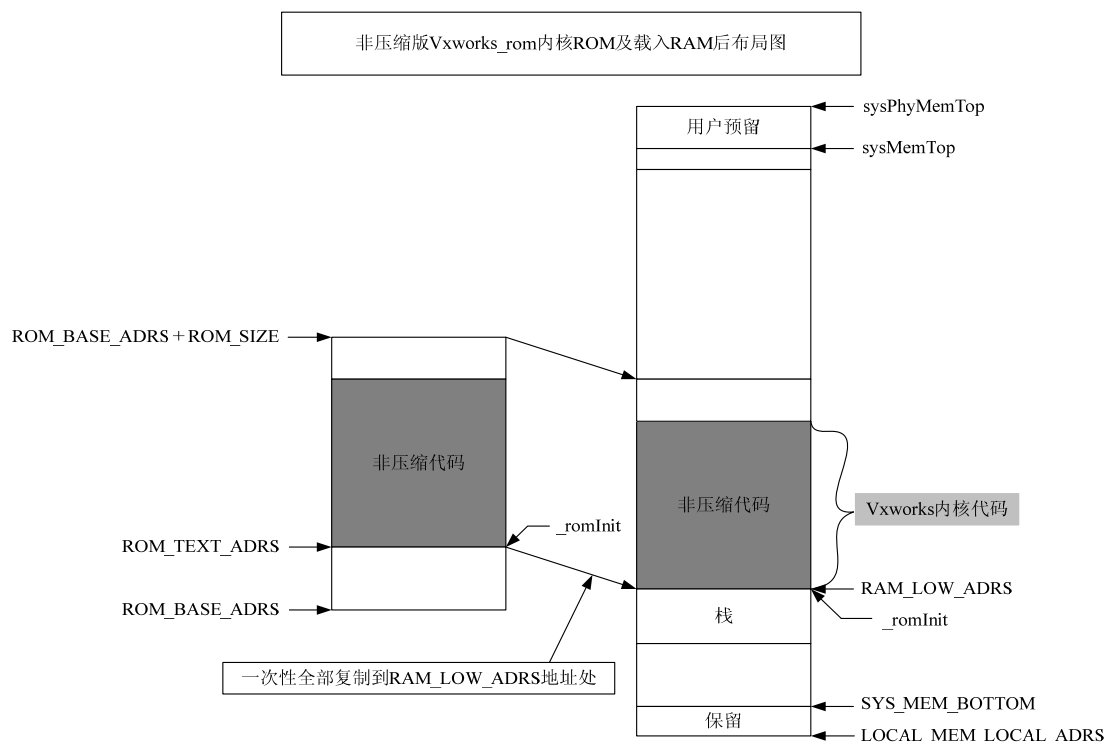 非压缩版Vxworks_rom内核ROM及载入RAM后布局图
sysPhyMemTop
用户预留
sysMemTop
ROM_BASE_ADRS＋ROM_SIZE
非压缩代码
非压缩代码
Vxworks内核代码
_romInit
ROM_TEXT_ADRS
RAM_LOW_ADRS
ROM_BASE_ADRS
栈
_romInit
一次性全部复制到RAM_LOW_ADRS地址处
SYS_MEM_BOTTOM
保留
LOCAL_MEM_LOCAL_ADRS